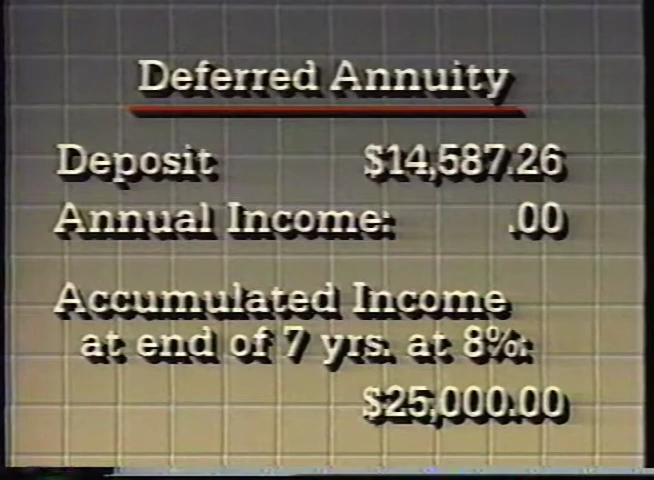 Deferred Annuity
Deposit $14,587.26
Annual Income: .00
Accumulated Income
at end of 7 yrs. at 8%:
$25,000.00